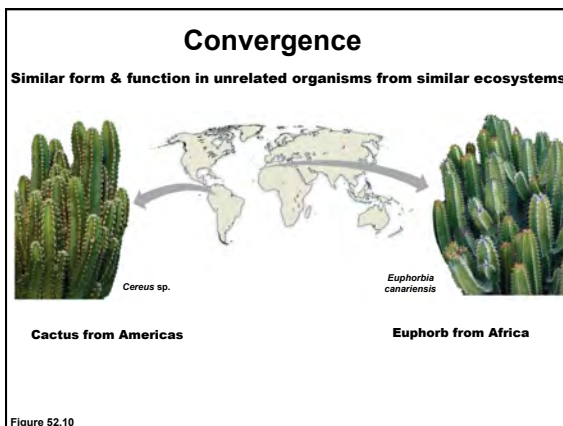 Convergence
Similar form & function in unrelated organisms from similar ecosystems
Cereus sp.
Euphorbia
canariensis
Cactus from Americas
Euphorb from Africa
Figure 52.10